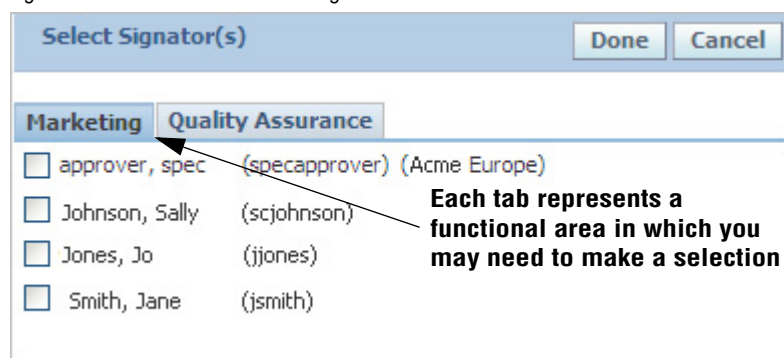 Select Signator(s) Done Cancel
Marketing Quality Assurance
approver, spec (specapprover) (Acme Europe)
Johnson, Sally (scjohnson)
Jones, Jo (jjones)
Smith, Jane (jsmith)
Each tab represents a
functional area in which you
may need to make a selection